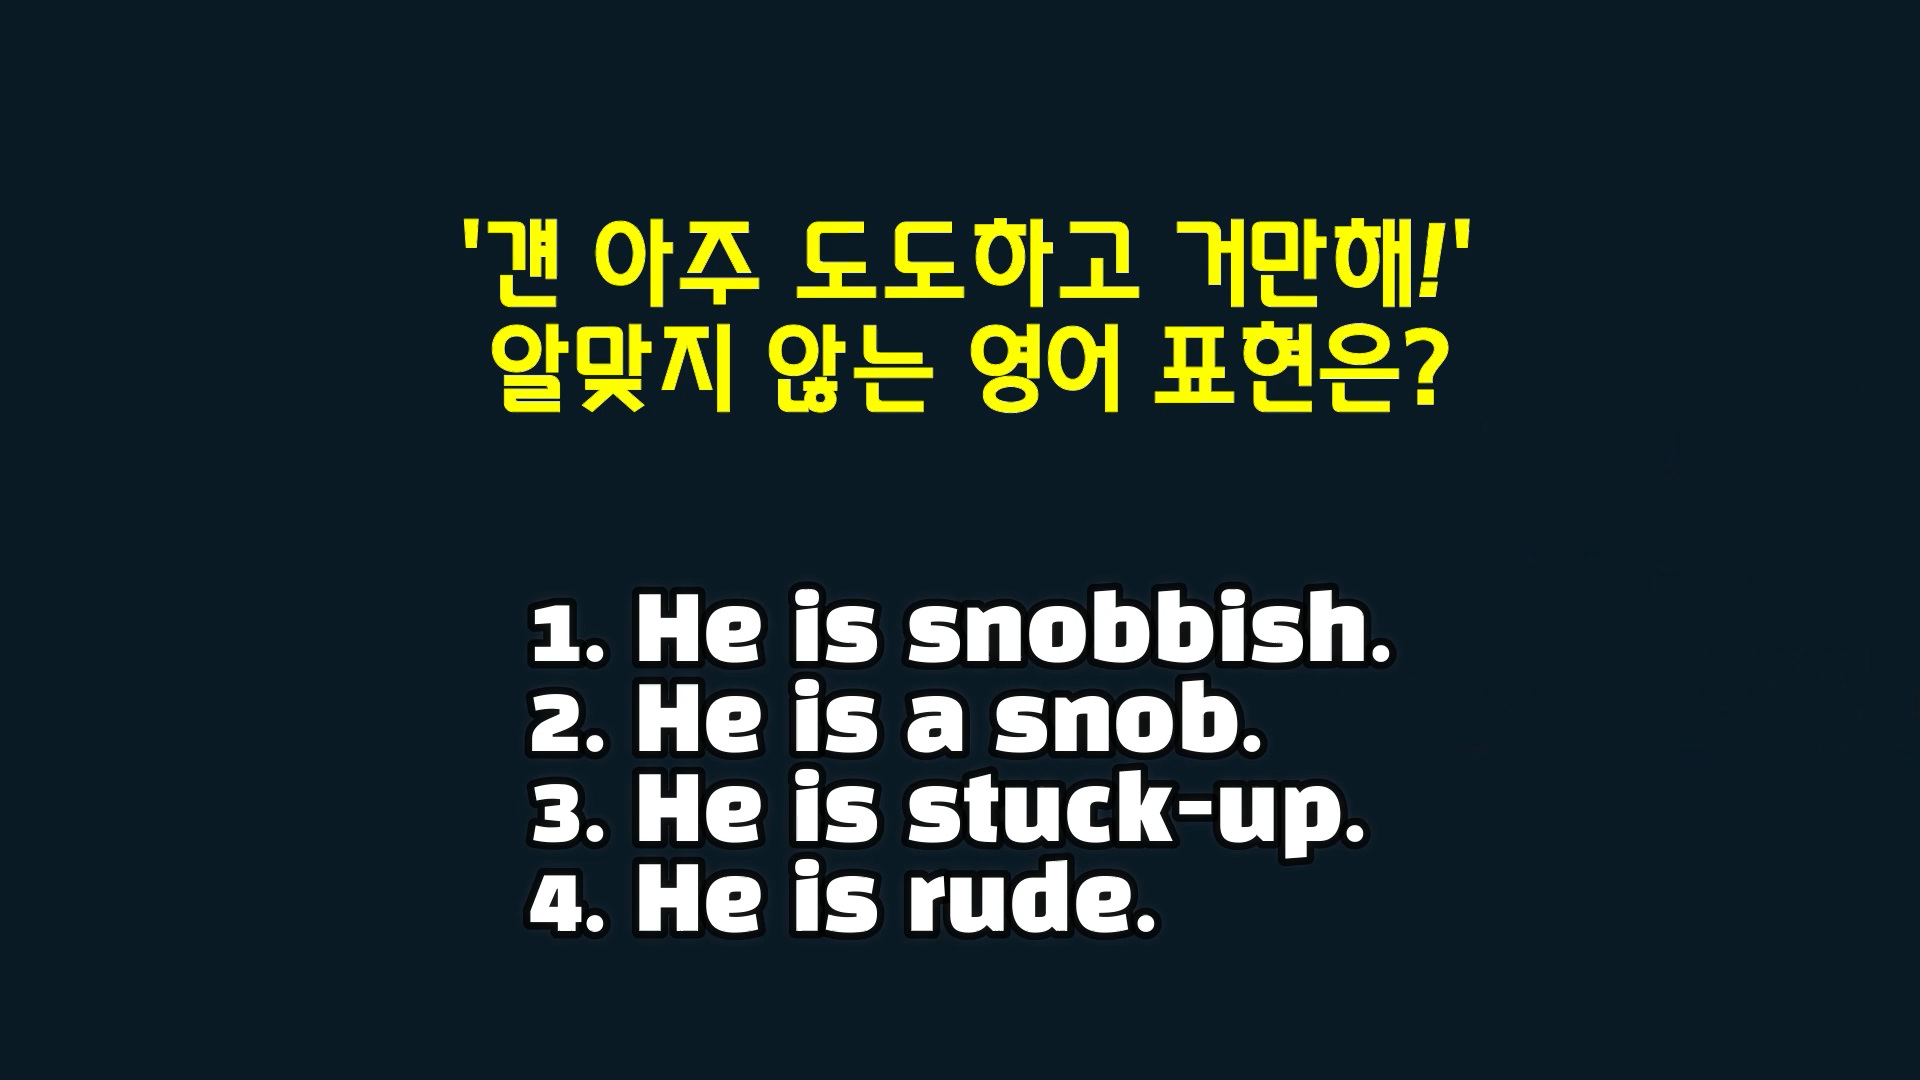 '걘 아주 도도하고 거만해!'
알맞지 않는 영어 표현은?
1. He is snobbish.
2. He is a snob.
3. He is stuck-up.
4. He is rude.